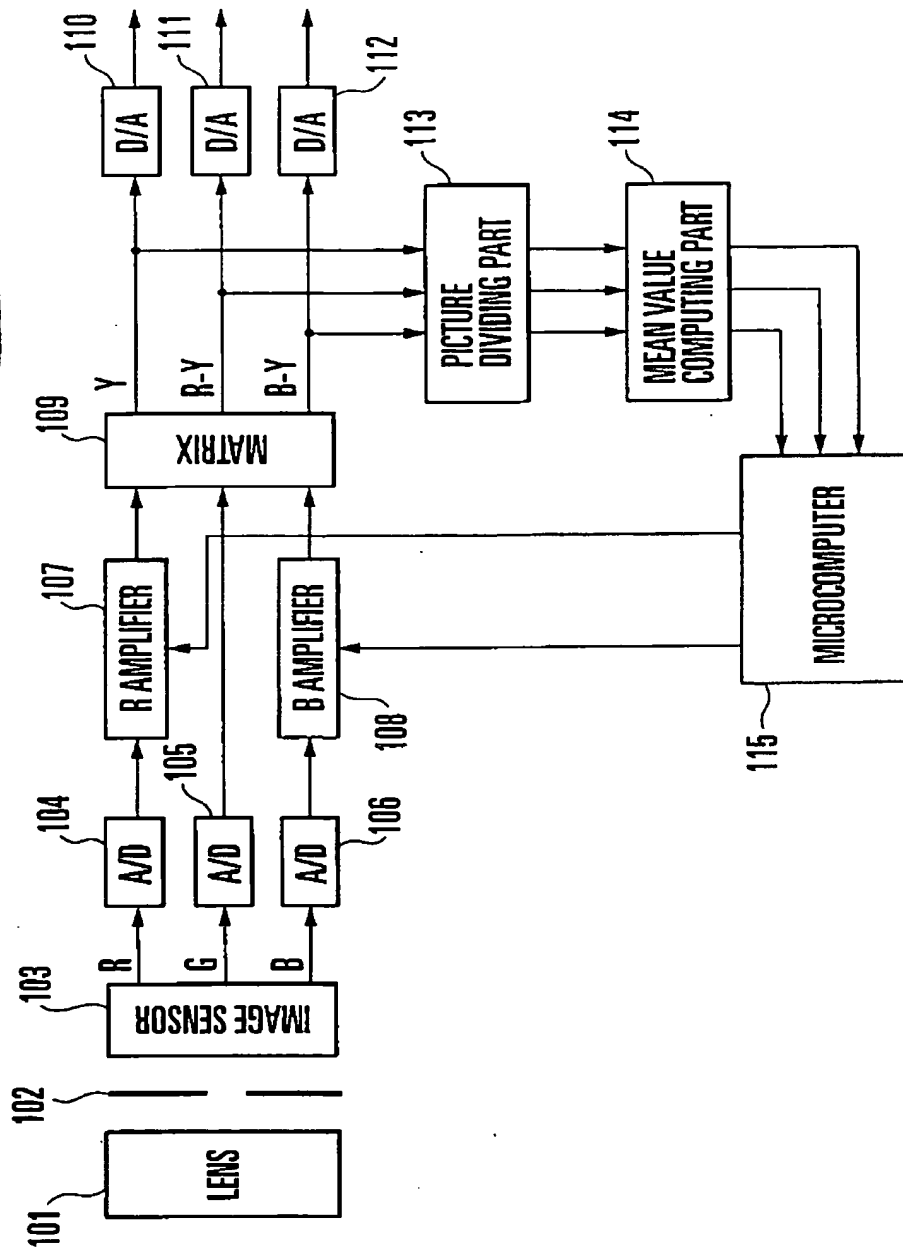 101
LENS
102
103
IMAGE SENSOR
R
G
B
104
A/D
105
A/D
106
A/D
107
R AMPLIFIER
B AMPLIFIER
108
109
MATRIX
Y
R-Y
B-Y
110
D/A
111
D/A
112
D/A
113
PICTURE
DIVIDING PART
114
MEAN VALUE
COMPUTING PART
115
MICROCOMPUTER